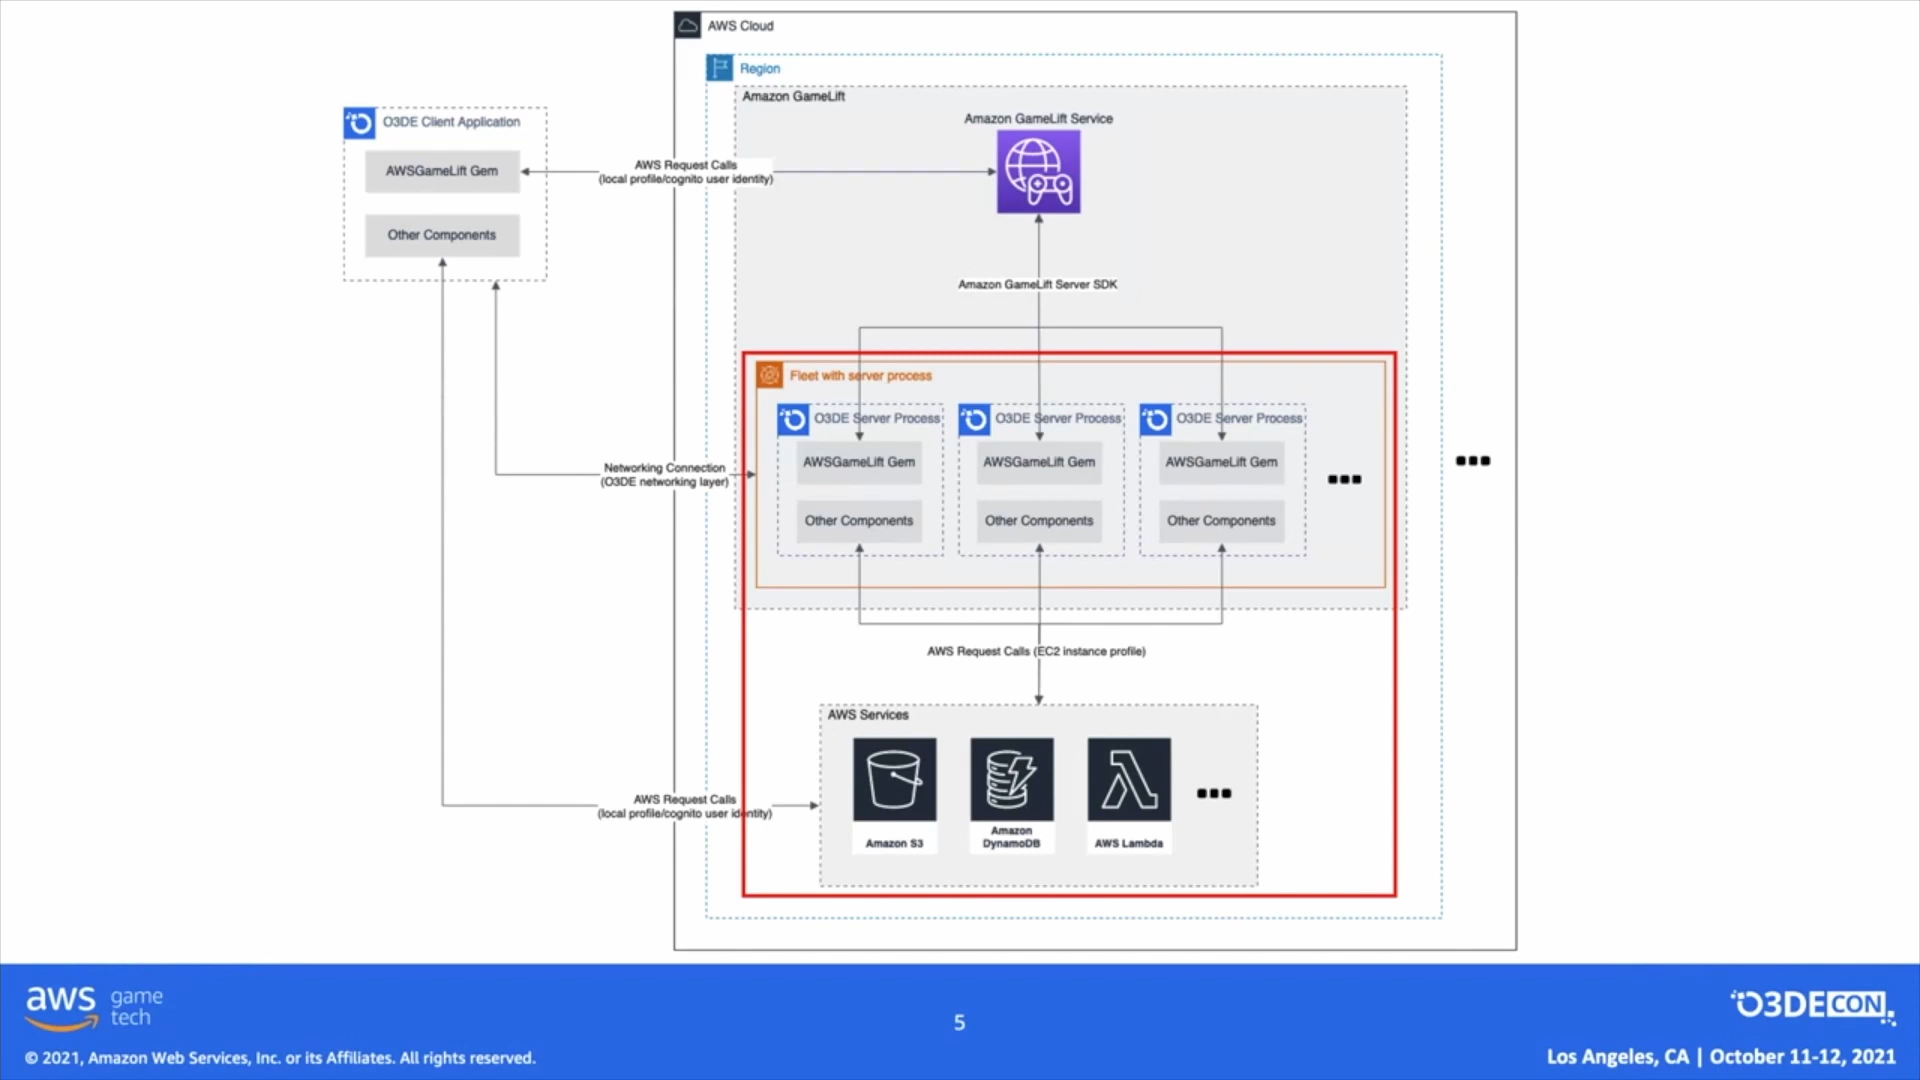 AWS Cloud
Region
Amazon GameLift
Amazon GameLift Service
O3DE Client Application
AWSGameLift Gem
Other Components
AWS Request Calls
(local profile/cognito user identity)
Amazon GameLift Server SDK
Fleet with server process
O3DE Server Process
AWSGameLift Gem
Other Components
O3DE Server Process
AWSGameLift Gem
Other Components
O3DE Server Process
AWSGameLift Gem
Other Components
Networking Connection
(O3DE networking layer)
AWS Request Calls (EC2 instance profile)
AWS Services
Amazon S3
Amazon
DynamoDB
AWS Lambda
AWS Request Calls
(local profile/cognito user identity)
aws game
tech
5
O3DECON
© 2021, Amazon Web Services, Inc. or its Affiliates. All rights reserved.
Los Angeles, CA | October 11-12, 2021